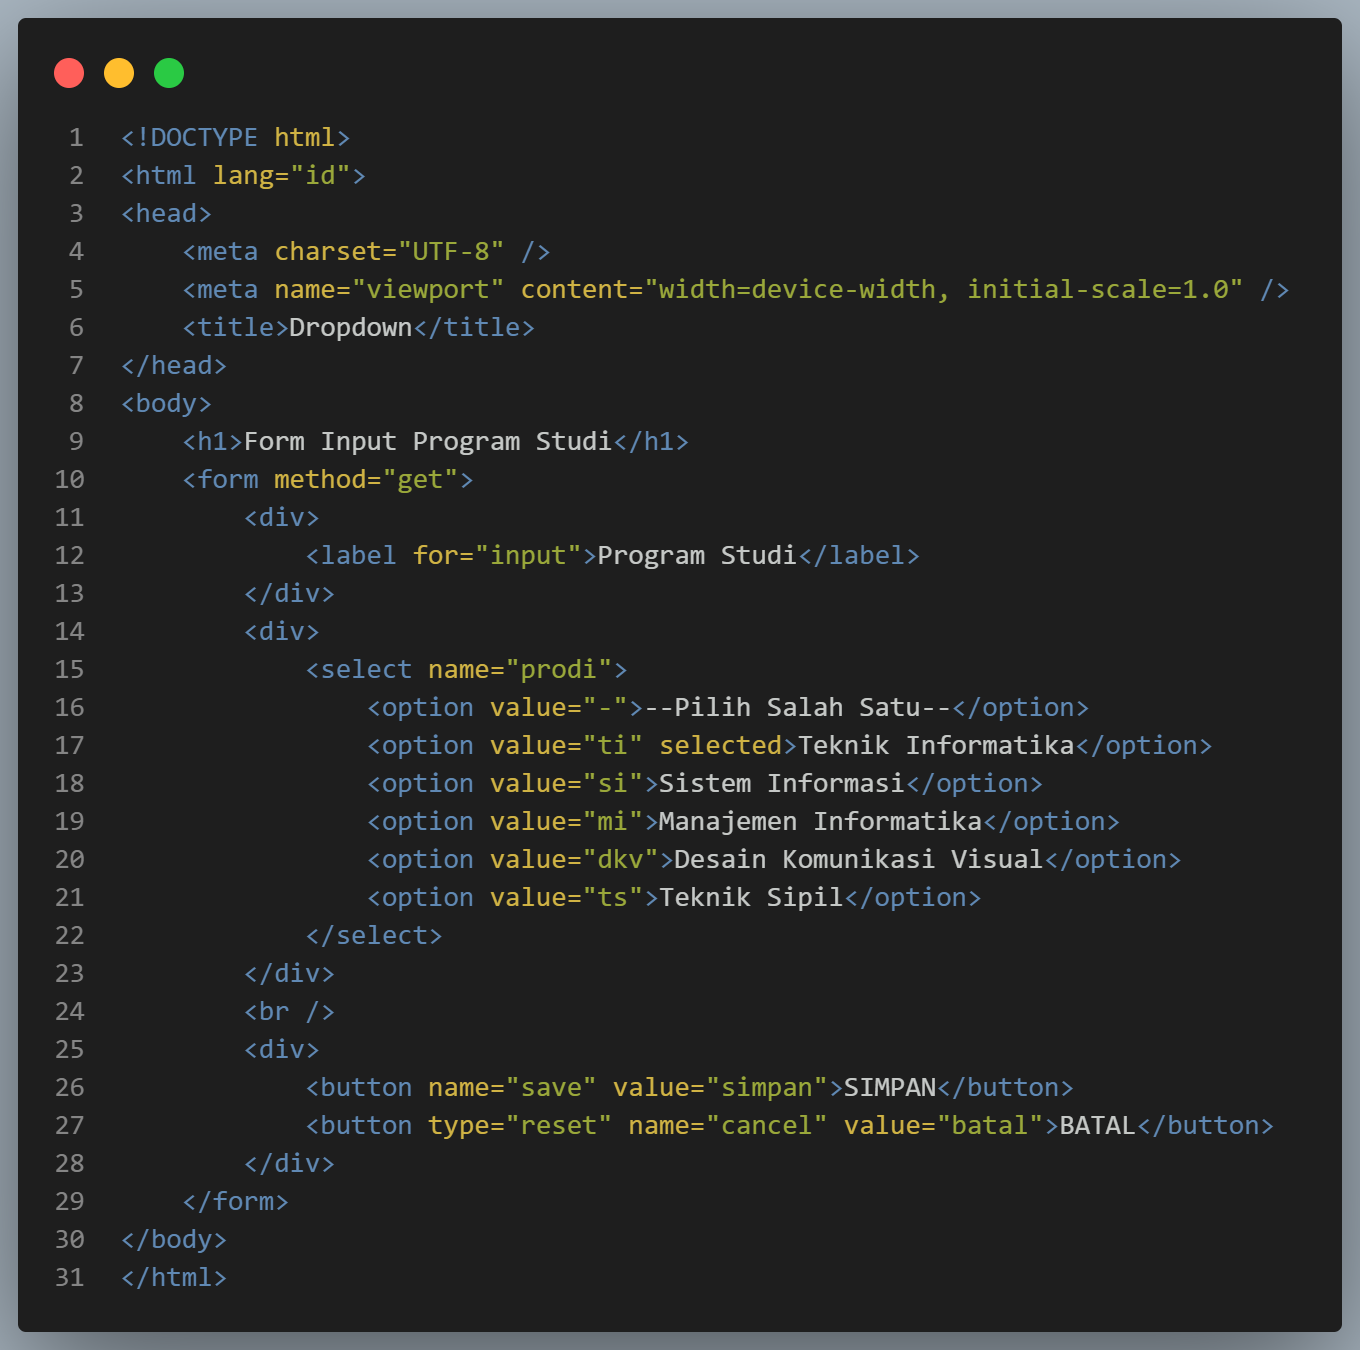 1 <!DOCTYPE html>
2 <html lang="id">
3 <head>
4     <meta charset="UTF-8" />
5     <meta name="viewport" content="width=device-width, initial-scale=1.0" />
6     <title>Dropdown</title>
7 </head>
8 <body>
9     <h1>Form Input Program Studi</h1>
10     <form method="get">
11         <div>
12             <label for="input">Program Studi</label>
13         </div>
14         <div>
15             <select name="prodi">
16                 <option value="-">--Pilih Salah Satu--</option>
17                 <option value="ti" selected>Teknik Informatika</option>
18                 <option value="si">Sistem Informasi</option>
19                 <option value="mi">Manajemen Informatika</option>
20                 <option value="dkv">Desain Komunikasi Visual</option>
21                 <option value="ts">Teknik Sipil</option>
22             </select>
23         </div>
24         <br />
25         <div>
26             <button name="save" value="simpan">SIMPAN</button>
27             <button type="reset" name="cancel" value="batal">BATAL</button>
28         </div>
29     </form>
30 </body>
31 </html>